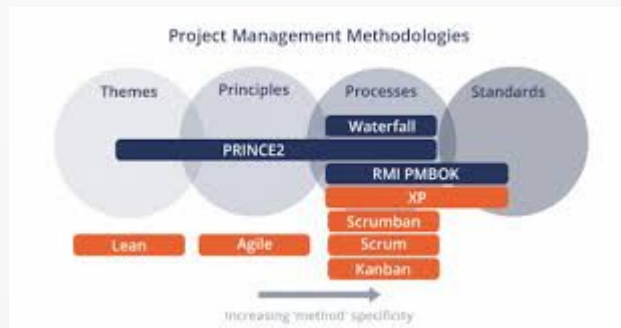 Project Management Methodologies
Themes Principles Processes Standards
Waterfall
PRINCE2
RMI PMBOK
XP
Scrumban
Lean Agile Scrum
Kanban
Increasing 'method' specificity